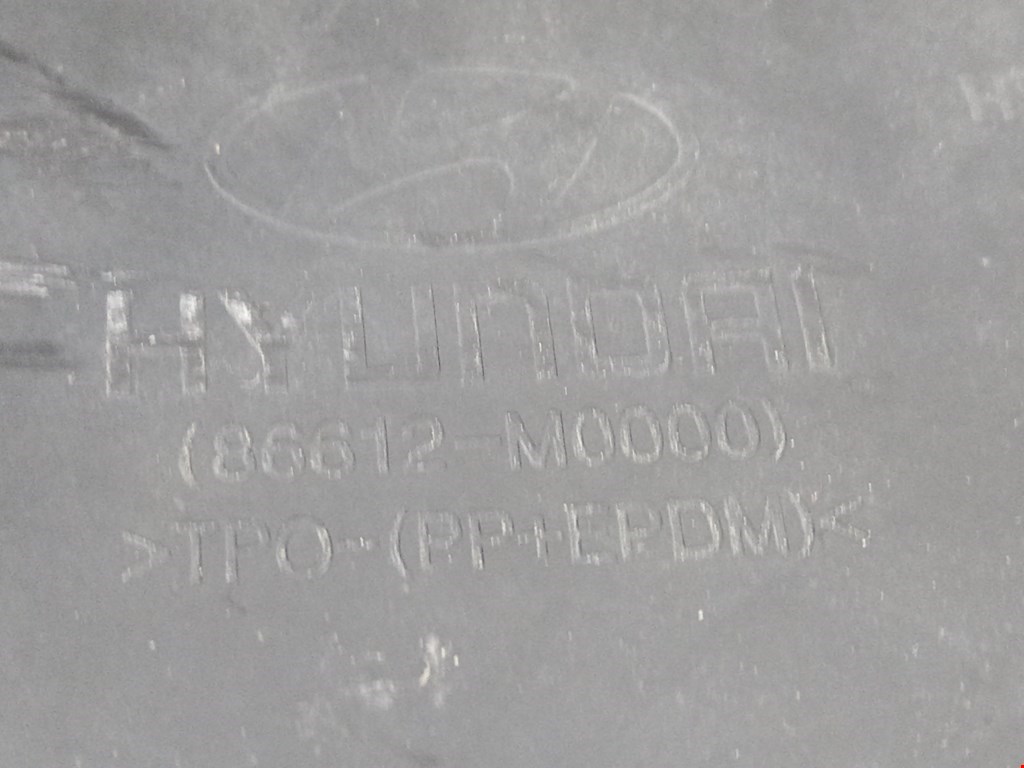 HYUNDAI
(86612-M0000)
>TPO-(PP+EPDM)<